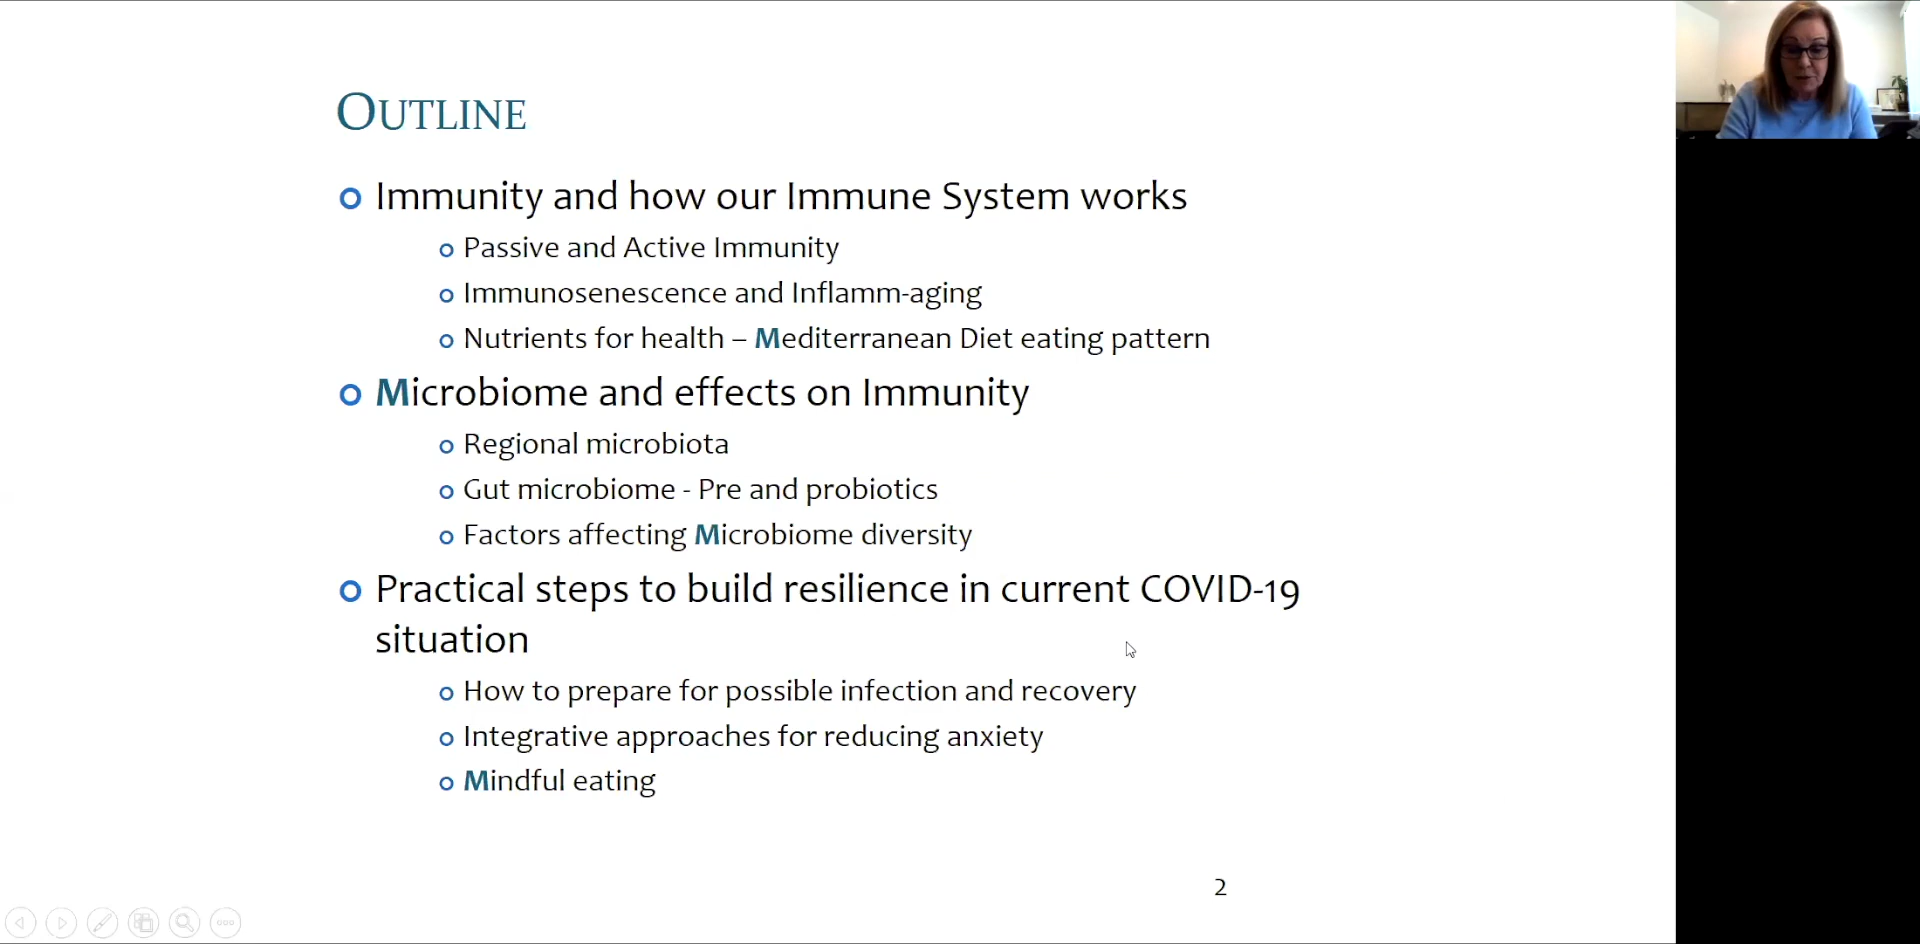 OUTLINE
Immunity and how our Immune System works
Passive and Active Immunity
Immunosenescence and Inflamm-aging
Nutrients for health – Mediterranean Diet eating pattern
Microbiome and effects on Immunity
Regional microbiota
Gut microbiome - Pre and probiotics
Factors affecting Microbiome diversity
Practical steps to build resilience in current COVID-19
situation
How to prepare for possible infection and recovery
Integrative approaches for reducing anxiety
Mindful eating
2